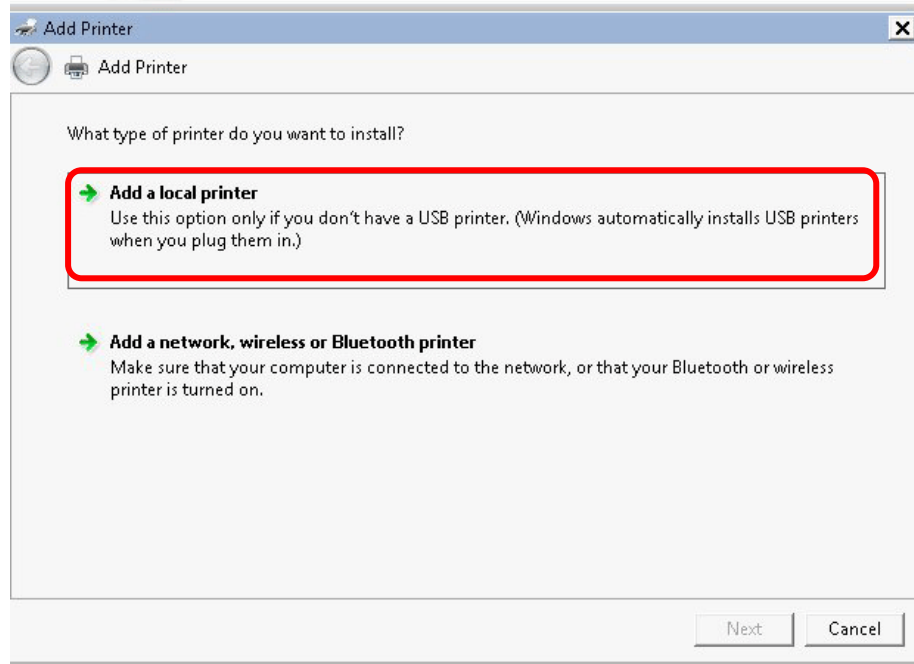 Add Printer
Add Printer
What type of printer do you want to install?
Add a local printer
Use this option only if you don't have a USB printer. (Windows automatically installs USB printers
when you plug them in.)
Add a network, wireless or Bluetooth printer
Make sure that your computer is connected to the network, or that your Bluetooth or wireless
printer is turned on.
Next Cancel